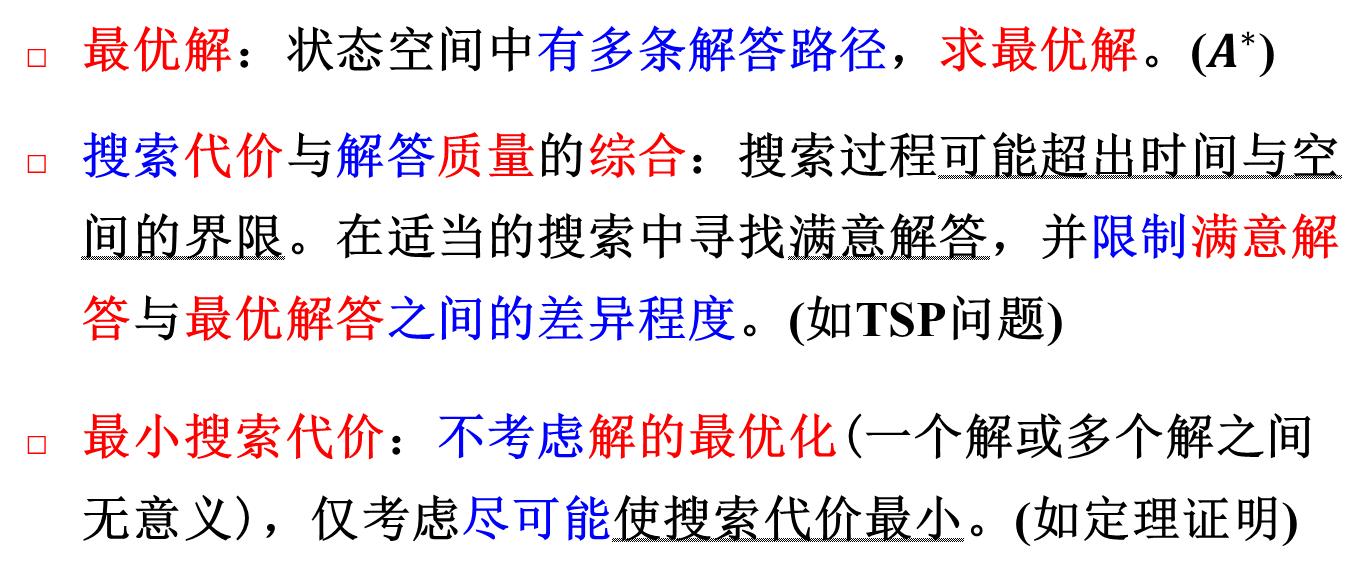 □ 最优解：状态空间中有多条解答路径，求最优解。(A*)
□ 搜索代价与解答质量的综合：搜索过程可能超出时间与空
间的界限。在适当的搜索中寻找满意解答，并限制满意解
答与最优解答之间的差异程度。(如TSP问题)
□ 最小搜索代价：不考虑解的最优化(一个解或多个解之间
无意义)，仅考虑尽可能使搜索代价最小。(如定理证明)